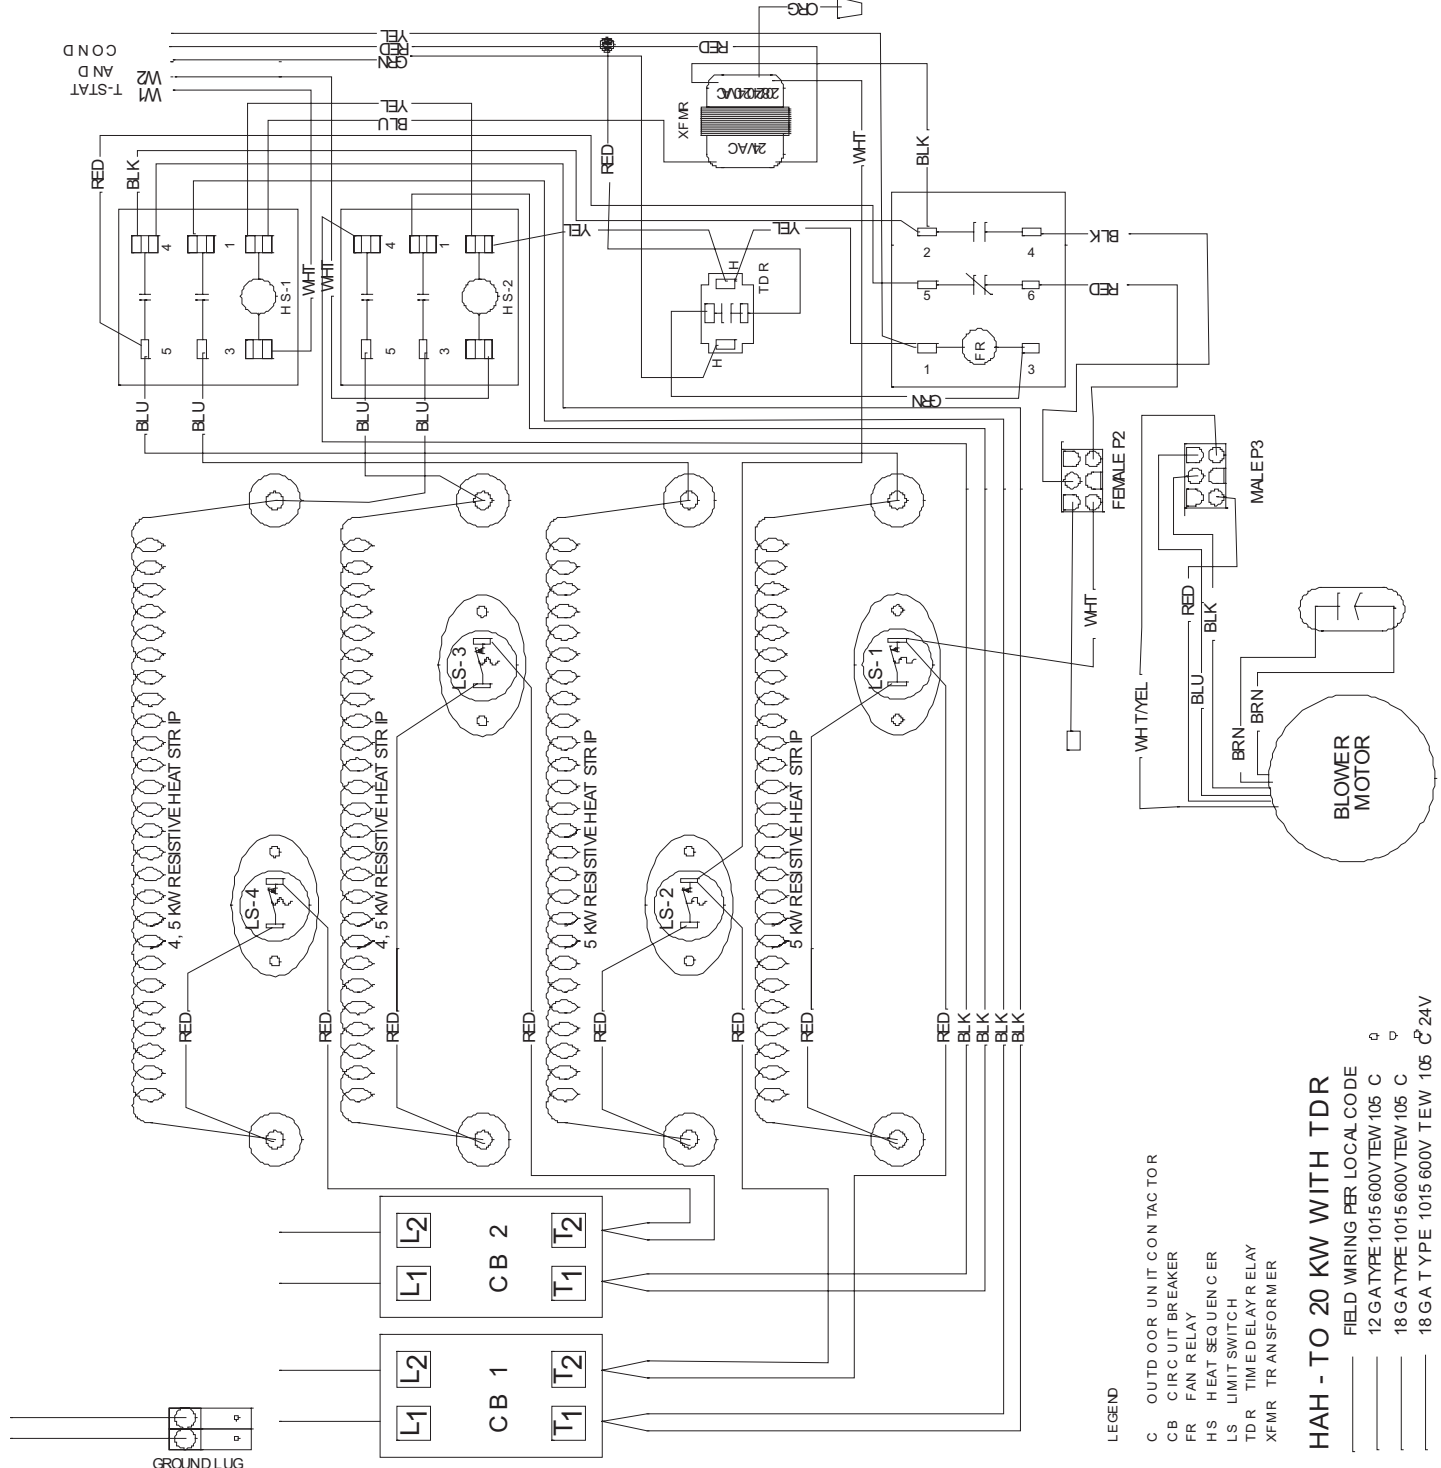 ORG
YEL
RED
GRN
RED
COND
AND
T-STAT
W2
W1
YEL
BLU
XFMR
208/240VAC
24VAC
RED
BLK
RED
WHT
BLK
4
1
5
3
HS-1
WHT
WHT
4
1
5
3
HS-2
YEL
YEL
H
TDR
H
2
4
5
6
1
3
FR
BLK
RED
GRN
BLU
BLU
BLU
BLU
FEMALE P2
MALE P3
4, 5 KW RESISTIVE HEAT STRIP
4, 5 KW RESISTIVE HEAT STRIP
5 KW RESISTIVE HEAT STRIP
5 KW RESISTIVE HEAT STRIP
LS-4
LS-3
LS-2
LS-1
WHT
RED
BLK
WHT/YEL
BLU
BRN
BRN
BLOWER
MOTOR
RED
RED
RED
RED
RED
RED
RED
RED
BLK
BLK
BLK
BLK
L2
L1
CB 2
T2
T1
L2
L1
CB 1
T2
T1
GROUND LUG
LEGEND
C OUTDOOR UNIT CONTACTOR
CB CIRCUIT BREAKER
FR FAN RELAY
HS HEAT SEQUENCER
LS LIMIT SWITCH
TDR TIME DELAY RELAY
XFMR TRANSFORMER
HAH - TO 20 KW WITH TDR
FIELD WIRING PER LOCAL CODE
12 GA TYPE 1015 600V TEW 105 C
18 GA TYPE 1015 600V TEW 105 C
18 GA TYPE 1015 600V TEW 105 C 24V